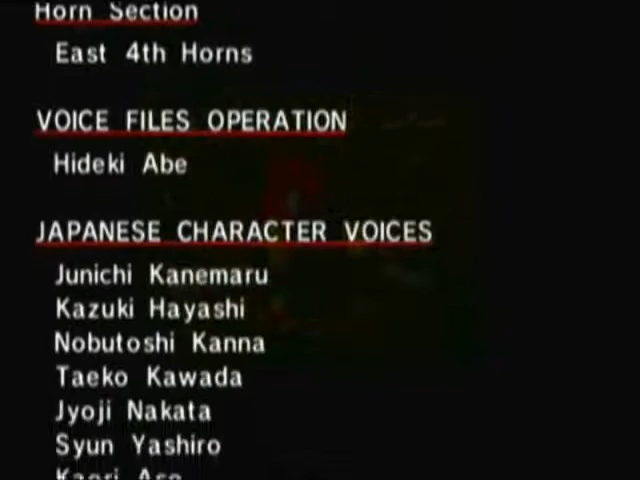 Horn Section
East 4th Horns
VOICE FILES OPERATION
Hideki Abe
JAPANESE CHARACTER VOICES
Junichi Kanemaru
Kazuki Hayashi
Nobutoshi Kanna
Taeko Kawada
Jyoji Nakata
Syun Yashiro